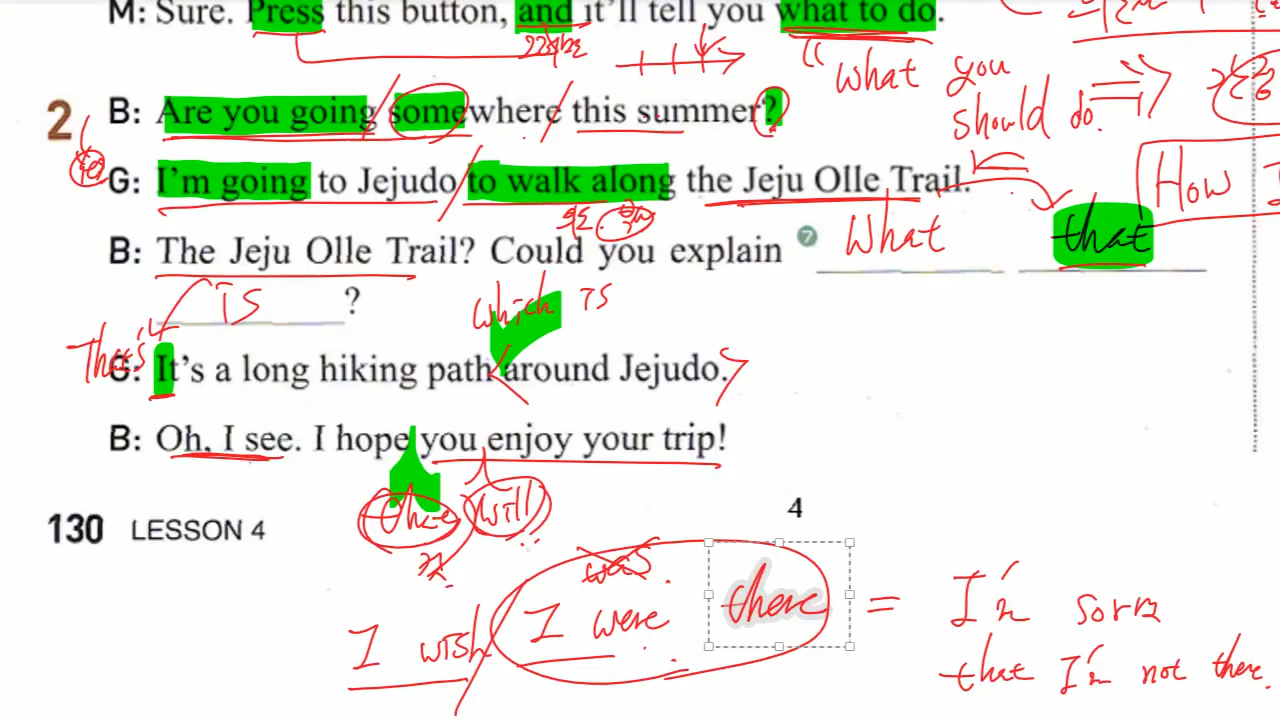 M: Sure. Press this button, and it'll tell you what to do.
"what you should do.
2 B: Are you going somewhere this summer?
G: I'm going to Jejudo to walk along the Jeju Olle Trail.
How I
B: The Jeju Olle Trail? Could you explain 7 What that
is ?
which is
G: It's a long hiking path around Jejudo.
B: Oh, I see. I hope you enjoy your trip!
that will
130 LESSON 4
4
was
I wish I were there = I'm sorry
that I'm not there.